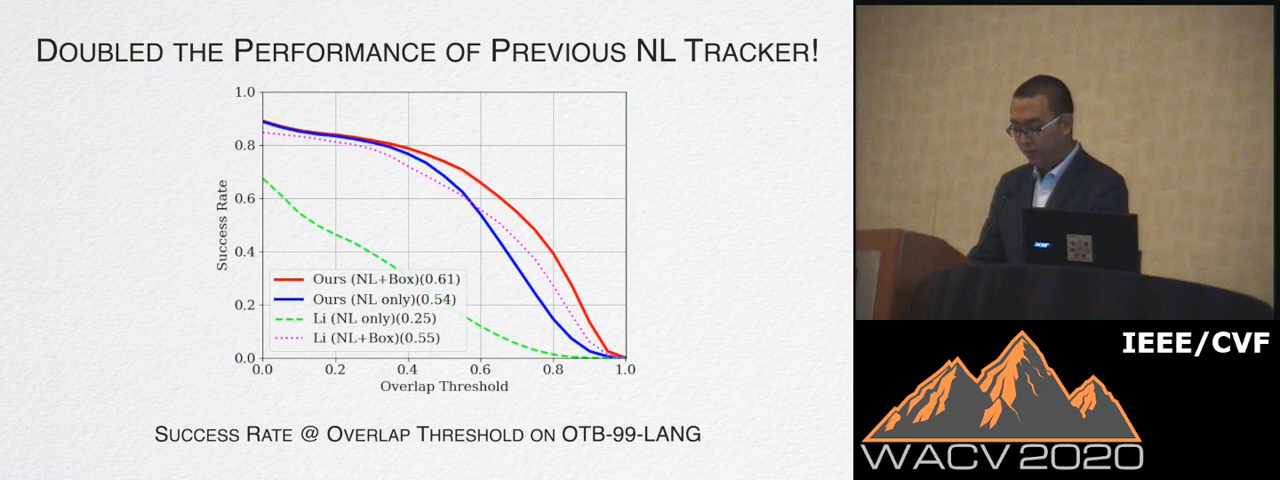 DOUBLED THE PERFORMANCE OF PREVIOUS NL TRACKER!
1.0
0.8
0.6
0.4
0.2
0.0
Success Rate
Ours (NL+Box)(0.61)
Ours (NL only)(0.54)
Li (NL only)(0.25)
Li (NL+Box)(0.55)
0.0 0.2 0.4 0.6 0.8 1.0
Overlap Threshold
SUCCESS RATE @ OVERLAP THRESHOLD ON OTB-99-LANG
acer
IEEE/CVF
WACV 2020